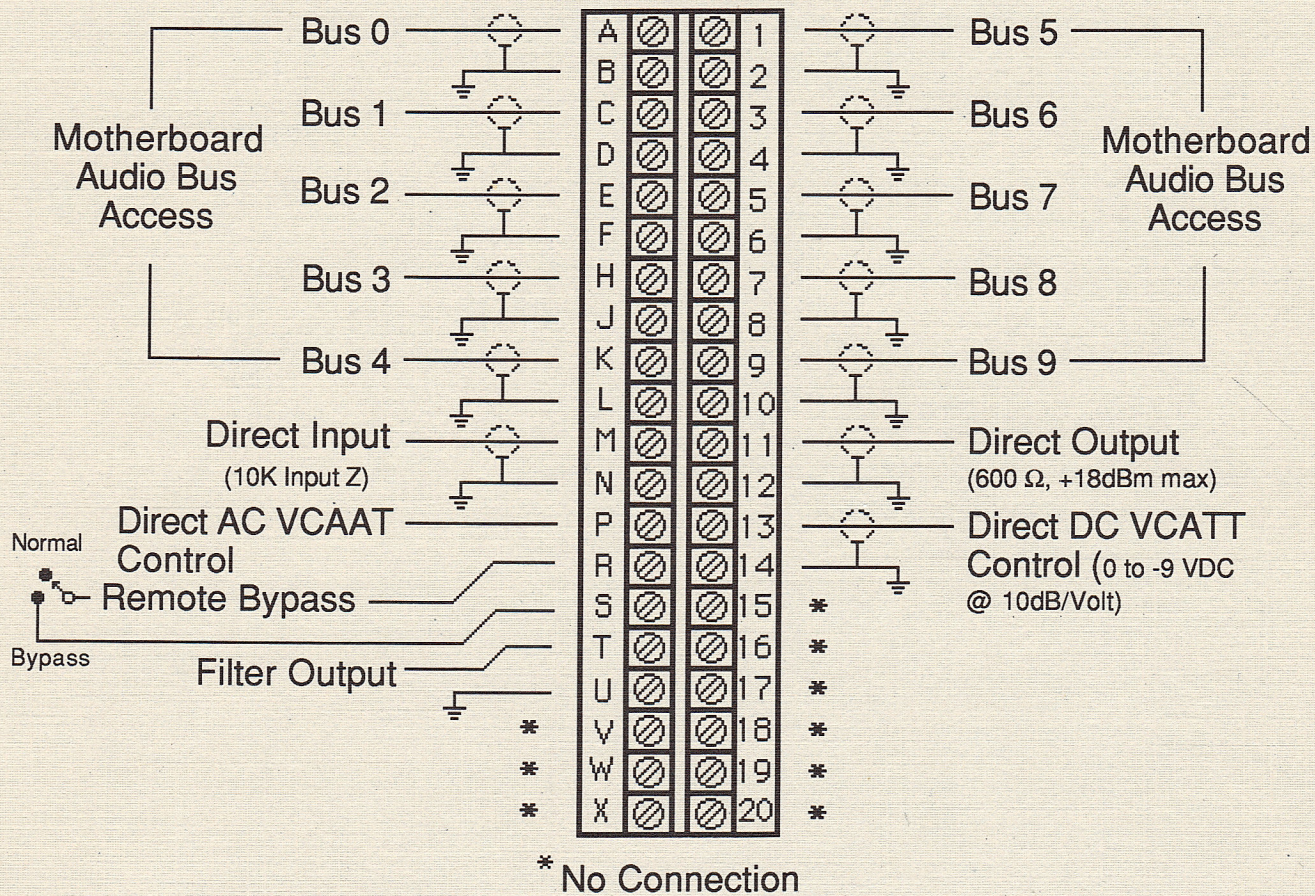 Bus 0
A
1
Bus 5
B
2
Bus 1
C
3
Bus 6
Motherboard
Audio Bus
Access
D
4
Motherboard
Audio Bus
Access
Bus 2
E
5
Bus 7
F
6
Bus 3
H
7
Bus 8
J
8
Bus 4
K
9
Bus 9
L
10
Direct Input
(10K Input Z)
M
11
Direct Output
(600 Ω, +18dBm max)
N
12
Direct AC VCAAT
Control
P
13
Direct DC VCATT
Control (0 to -9 VDC
@ 10dB/Volt)
Normal
Remote Bypass
Bypass
R
14
S
15
*
Filter Output
T
16
*
U
17
*
*
V
18
*
*
W
19
*
*
X
20
*
* No Connection